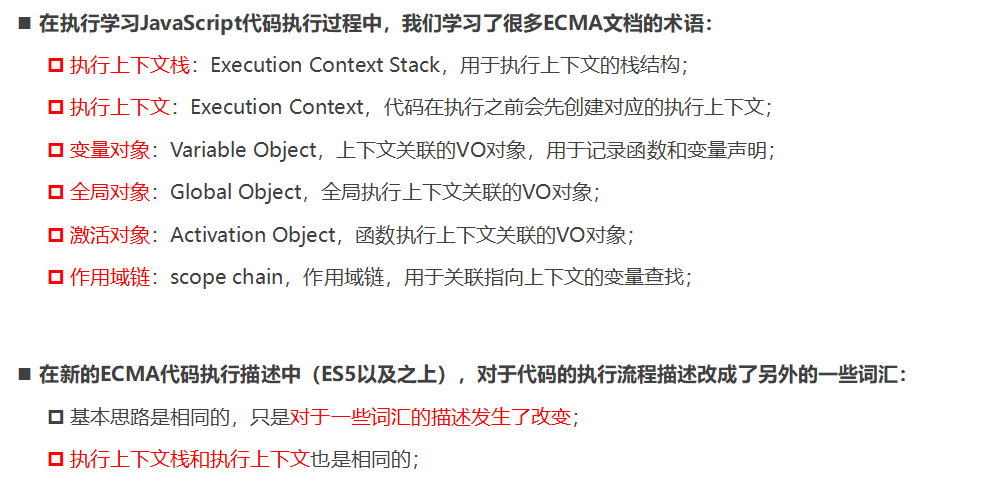 在执行学习JavaScript代码执行过程中，我们学习了很多ECMA文档的术语：
执行上下文栈：Execution Context Stack，用于执行上下文的栈结构；
执行上下文：Execution Context，代码在执行之前会先创建对应的执行上下文；
变量对象：Variable Object，上下文关联的VO对象，用于记录函数和变量声明；
全局对象：Global Object，全局执行上下文关联的VO对象；
激活对象：Activation Object，函数执行上下文关联的VO对象；
作用域链：scope chain，作用域链，用于关联指向上下文的变量查找；
在新的ECMA代码执行描述中（ES5以及之上），对于代码的执行流程描述改成了另外的一些词汇：
基本思路是相同的，只是对于一些词汇的描述发生了改变；
执行上下文栈和执行上下文也是相同的；